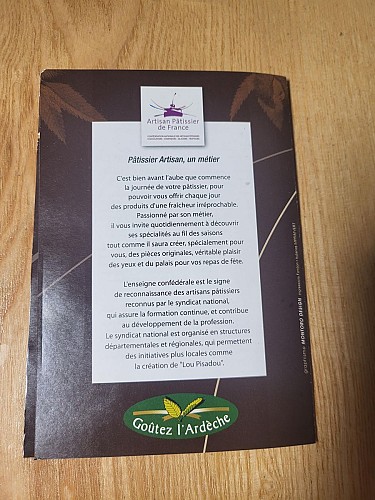 Artisan Pâtissier
de France
Pâtissier Artisan, un métier
C'est bien avant l'aube que commence
la journée de votre pâtissier, pour
pouvoir vous offrir chaque jour
des produits d'une fraîcheur irréprochable.
Passionné par son métier,
il vous invite quotidiennement à découvrir
ses spécialités au fil des saisons
tout comme il saura créer, spécialement pour
vous, des pièces originales, véritable plaisir
des yeux et du palais pour vos repas de fête.
L'enseigne confédérale est le signe
de reconnaissance des artisans pâtissiers
reconnus par le syndicat national,
qui assure la formation continue, et contribue
au développement de la profession.
Le syndicat national est organisé en structures
départementales et régionales, qui permettent
des initiatives plus locales comme
la création de "Lou Pisadou".
Goûtez l'Ardèche
graphisme MONODRO DESIGN